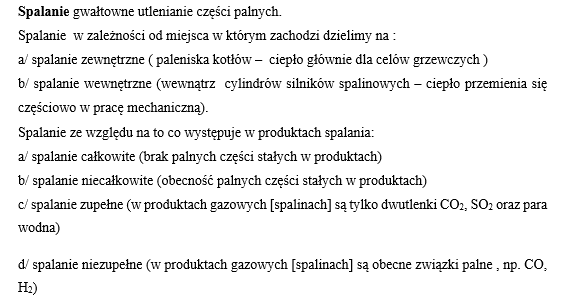 Spalanie gwałtowne utlenianie części palnych.
Spalanie w zależności od miejsca w którym zachodzi dzielimy na :
a/ spalanie zewnętrzne ( paleniska kotłów – ciepło głównie dla celów grzewczych )
b/ spalanie wewnętrzne (wewnątrz cylindrów silników spalinowych – ciepło przemienia się
częściowo w pracę mechaniczną).
Spalanie ze względu na to co występuje w produktach spalania:
a/ spalanie całkowite (brak palnych części stałych w produktach)
b/ spalanie niecałkowite (obecność palnych części stałych w produktach)
c/ spalanie zupełne (w produktach gazowych [spalinach] są tylko dwutlenki CO₂, SO₂ oraz para
wodna)
d/ spalanie niezupełne (w produktach gazowych [spalinach] są obecne związki palne , np. CO,
H₂)